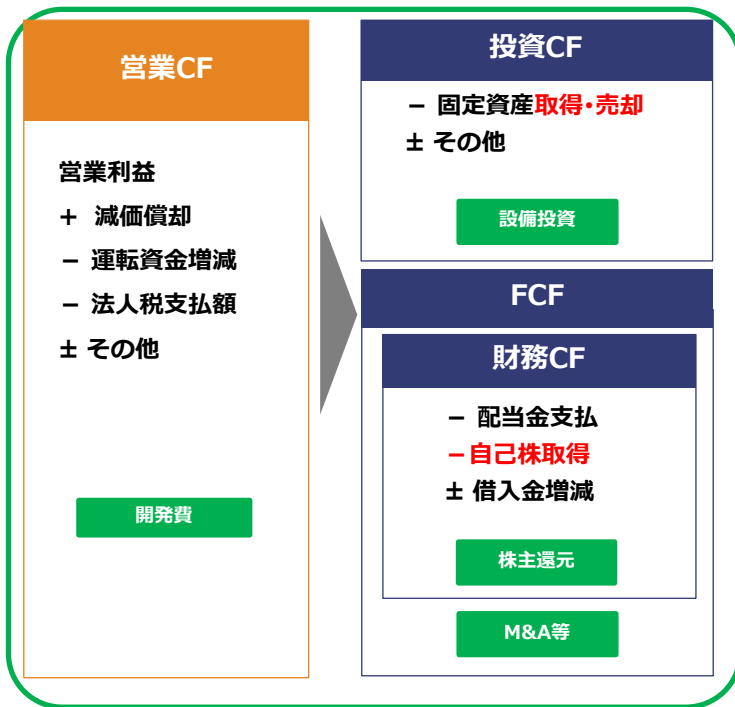 営業CF
営業利益
+ 減価償却
− 運転資金増減
− 法人税支払額
± その他
開発費
投資CF
− 固定資産取得・売却
± その他
設備投資
FCF
財務CF
− 配当金支払
−自己株取得
± 借入金増減
株主還元
M&A等